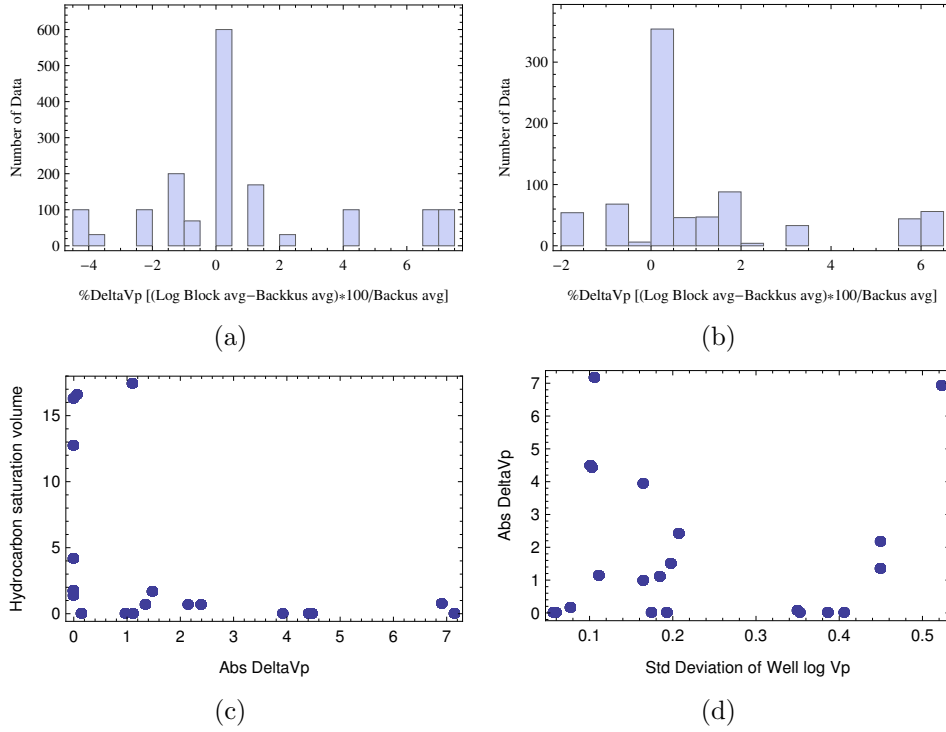 600
500
400
300
200
100
0
Number of Data
−4 −2 0 2 4 6
%DeltaVp [(Log Block avg−Backkus avg)*100/Backus avg]
(a)
300
200
100
0
Number of Data
−2 0 2 4 6
%DeltaVp [(Log Block avg−Backkus avg)*100/Backus avg]
(b)
15
10
5
0
Hydrocarbon saturation volume
0 1 2 3 4 5 6 7
Abs DeltaVp
(c)
7
6
5
4
3
2
1
0
Abs DeltaVp
0.1 0.2 0.3 0.4 0.5
Std Deviation of Well log Vp
(d)